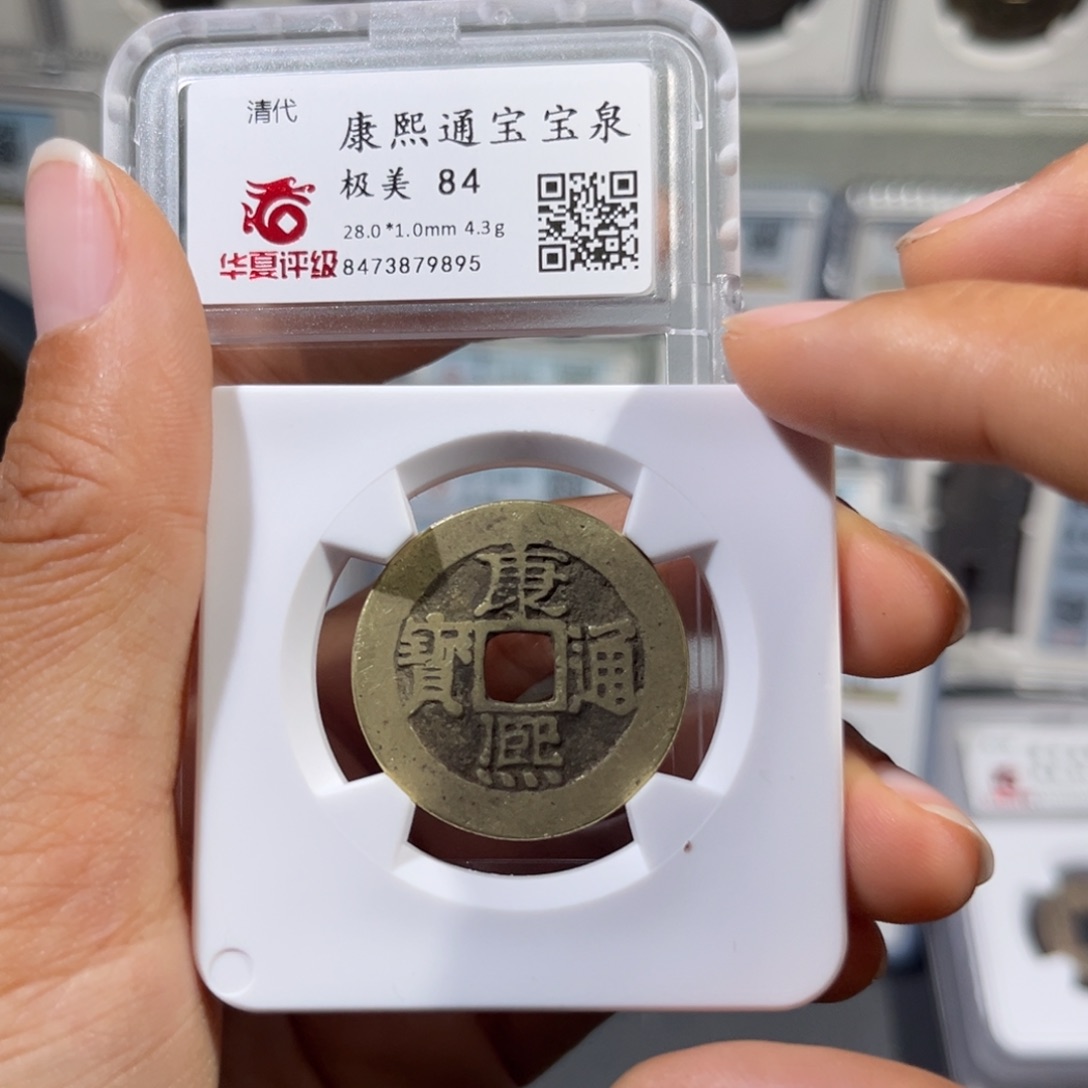 清代
康熙通宝宝泉
极美 84
28.0*1.0mm 4.3g
华夏评级
8473879895
康
寶 通
熙